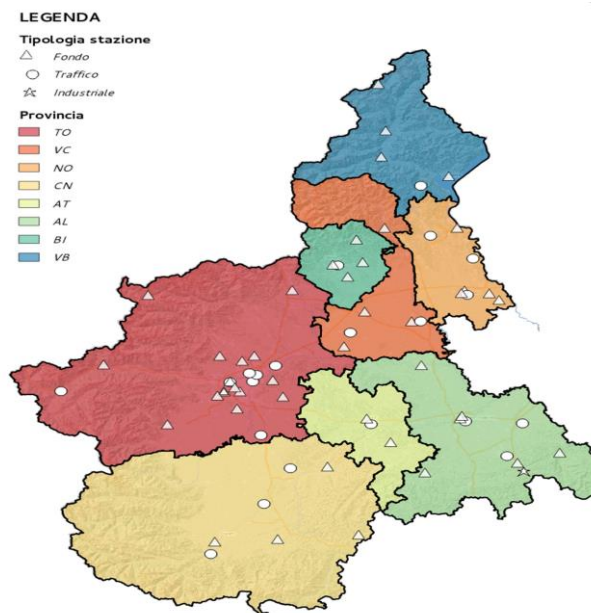 LEGENDA
Tipologia stazione
Fondo
Traffico
Industriale
Provincia
TO
VC
NO
CN
AT
AL
BI
VB